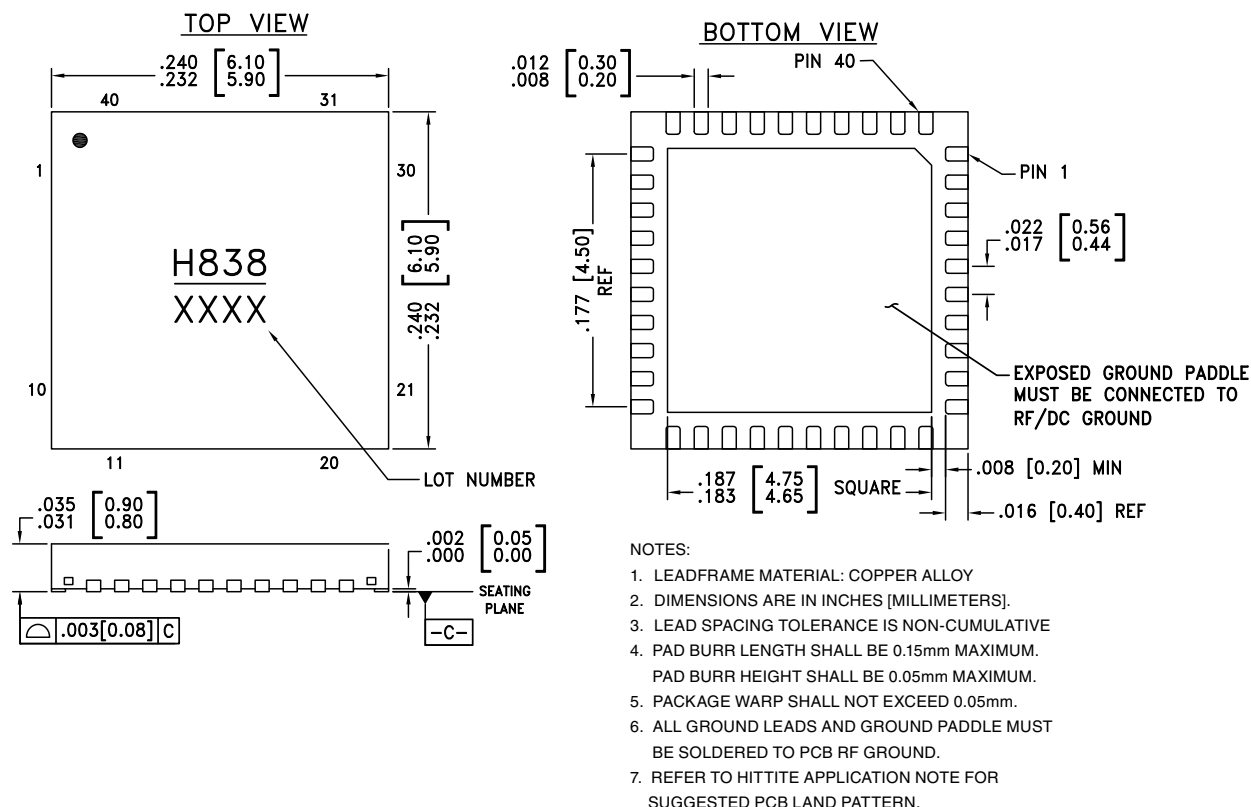 TOP VIEW
.240 [6.10]
.232 [5.90]
40 31
1
30
H838
XXXX
.240 [6.10]
.232 [5.90]
10
21
11 20
LOT NUMBER
.035 [0.90]
.031 [0.80]
.002 [0.05]
.000 [0.00]
SEATING
PLANE
.003[0.08] C
-C-
BOTTOM VIEW
.012 [0.30]
.008 [0.20]
PIN 40
PIN 1
.022 [0.56]
.017 [0.44]
.177 [4.50]
REF
EXPOSED GROUND PADDLE
MUST BE CONNECTED TO
RF/DC GROUND
.187 [4.75]
.183 [4.65]
SQUARE
.008 [0.20] MIN
.016 [0.40] REF
NOTES:
1. LEADFRAME MATERIAL: COPPER ALLOY
2. DIMENSIONS ARE IN INCHES [MILLIMETERS].
3. LEAD SPACING TOLERANCE IS NON-CUMULATIVE
4. PAD BURR LENGTH SHALL BE 0.15mm MAXIMUM.
PAD BURR HEIGHT SHALL BE 0.05mm MAXIMUM.
5. PACKAGE WARP SHALL NOT EXCEED 0.05mm.
6. ALL GROUND LEADS AND GROUND PADDLE MUST
BE SOLDERED TO PCB RF GROUND.
7. REFER TO HITTITE APPLICATION NOTE FOR
SUGGESTED PCB LAND PATTERN.